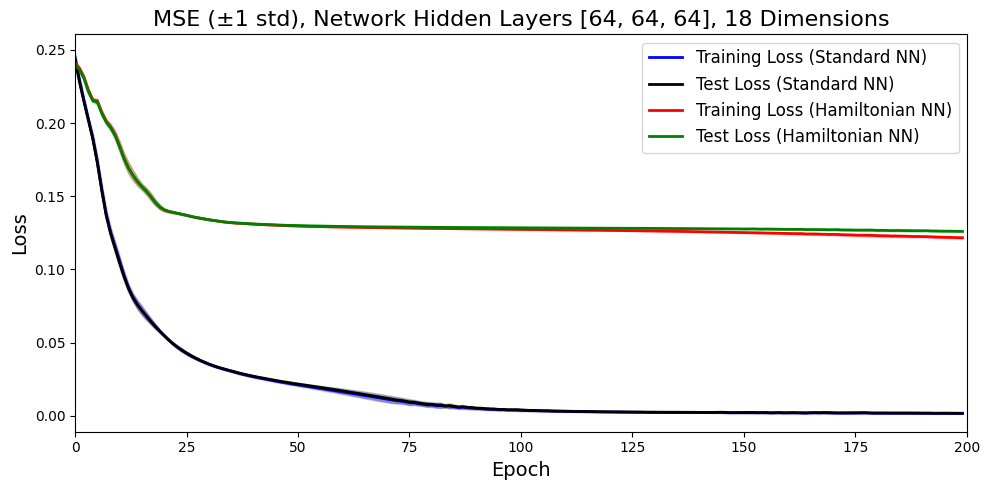 MSE (±1 std), Network Hidden Layers [64, 64, 64], 18 Dimensions
Training Loss (Standard NN)
Test Loss (Standard NN)
Training Loss (Hamiltonian NN)
Test Loss (Hamiltonian NN)
Loss
0.25
0.20
0.15
0.10
0.05
0.00
0 25 50 75 100 125 150 175 200
Epoch